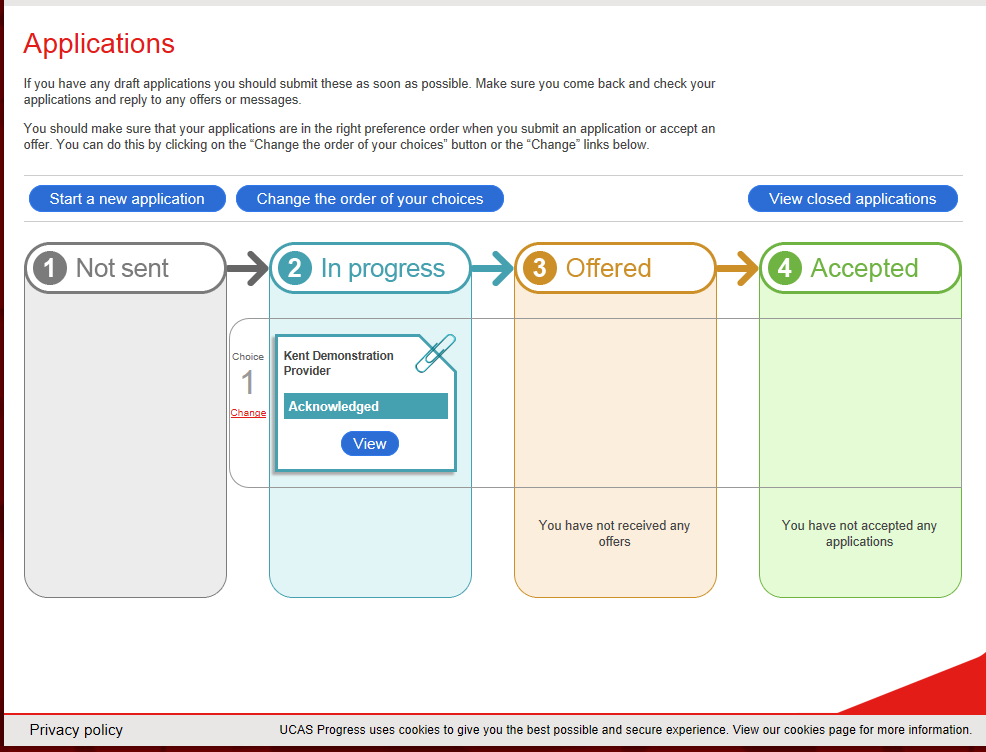 Applications
If you have any draft applications you should submit these as soon as possible. Make sure you come back and check your
applications and reply to any offers or messages.
You should make sure that your applications are in the right preference order when you submit an application or accept an
offer. You can do this by clicking on the “Change the order of your choices” button or the “Change” links below.
Start a new application
Change the order of your choices
View closed applications
1 Not sent
2 In progress
3 Offered
4 Accepted
Choice
1
Change
Kent Demonstration
Provider
Acknowledged
View
You have not received any
offers
You have not accepted any
applications
Privacy policy
UCAS Progress uses cookies to give you the best possible and secure experience. View our cookies page for more information.